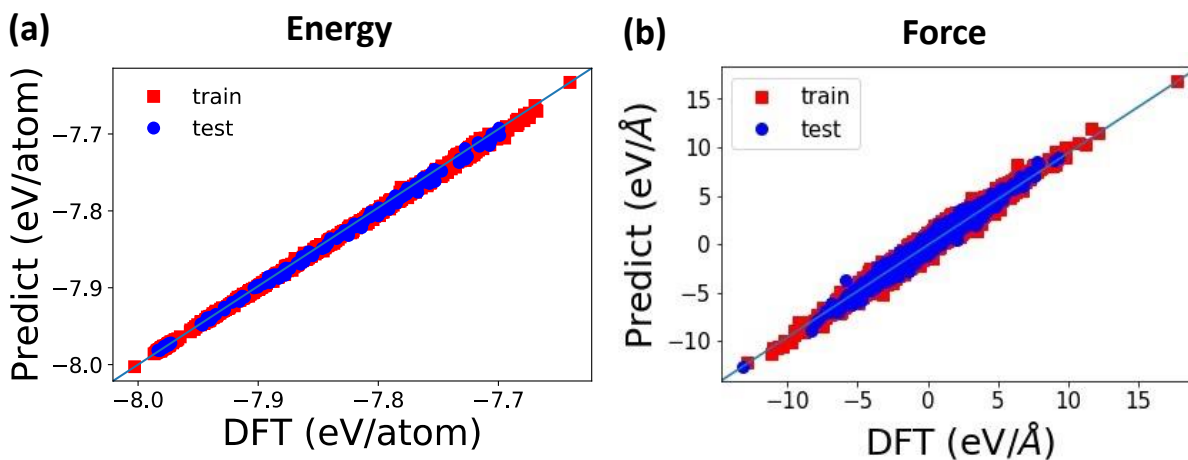 (a) Energy
Predict (eV/atom)
−7.7
−7.8
−7.9
−8.0
train
test
−8.0 −7.9 −7.8 −7.7
DFT (eV/atom)
(b) Force
Predict (eV/Å)
15
10
5
0
−5
−10
train
test
−10 −5 0 5 10 15
DFT (eV/Å)